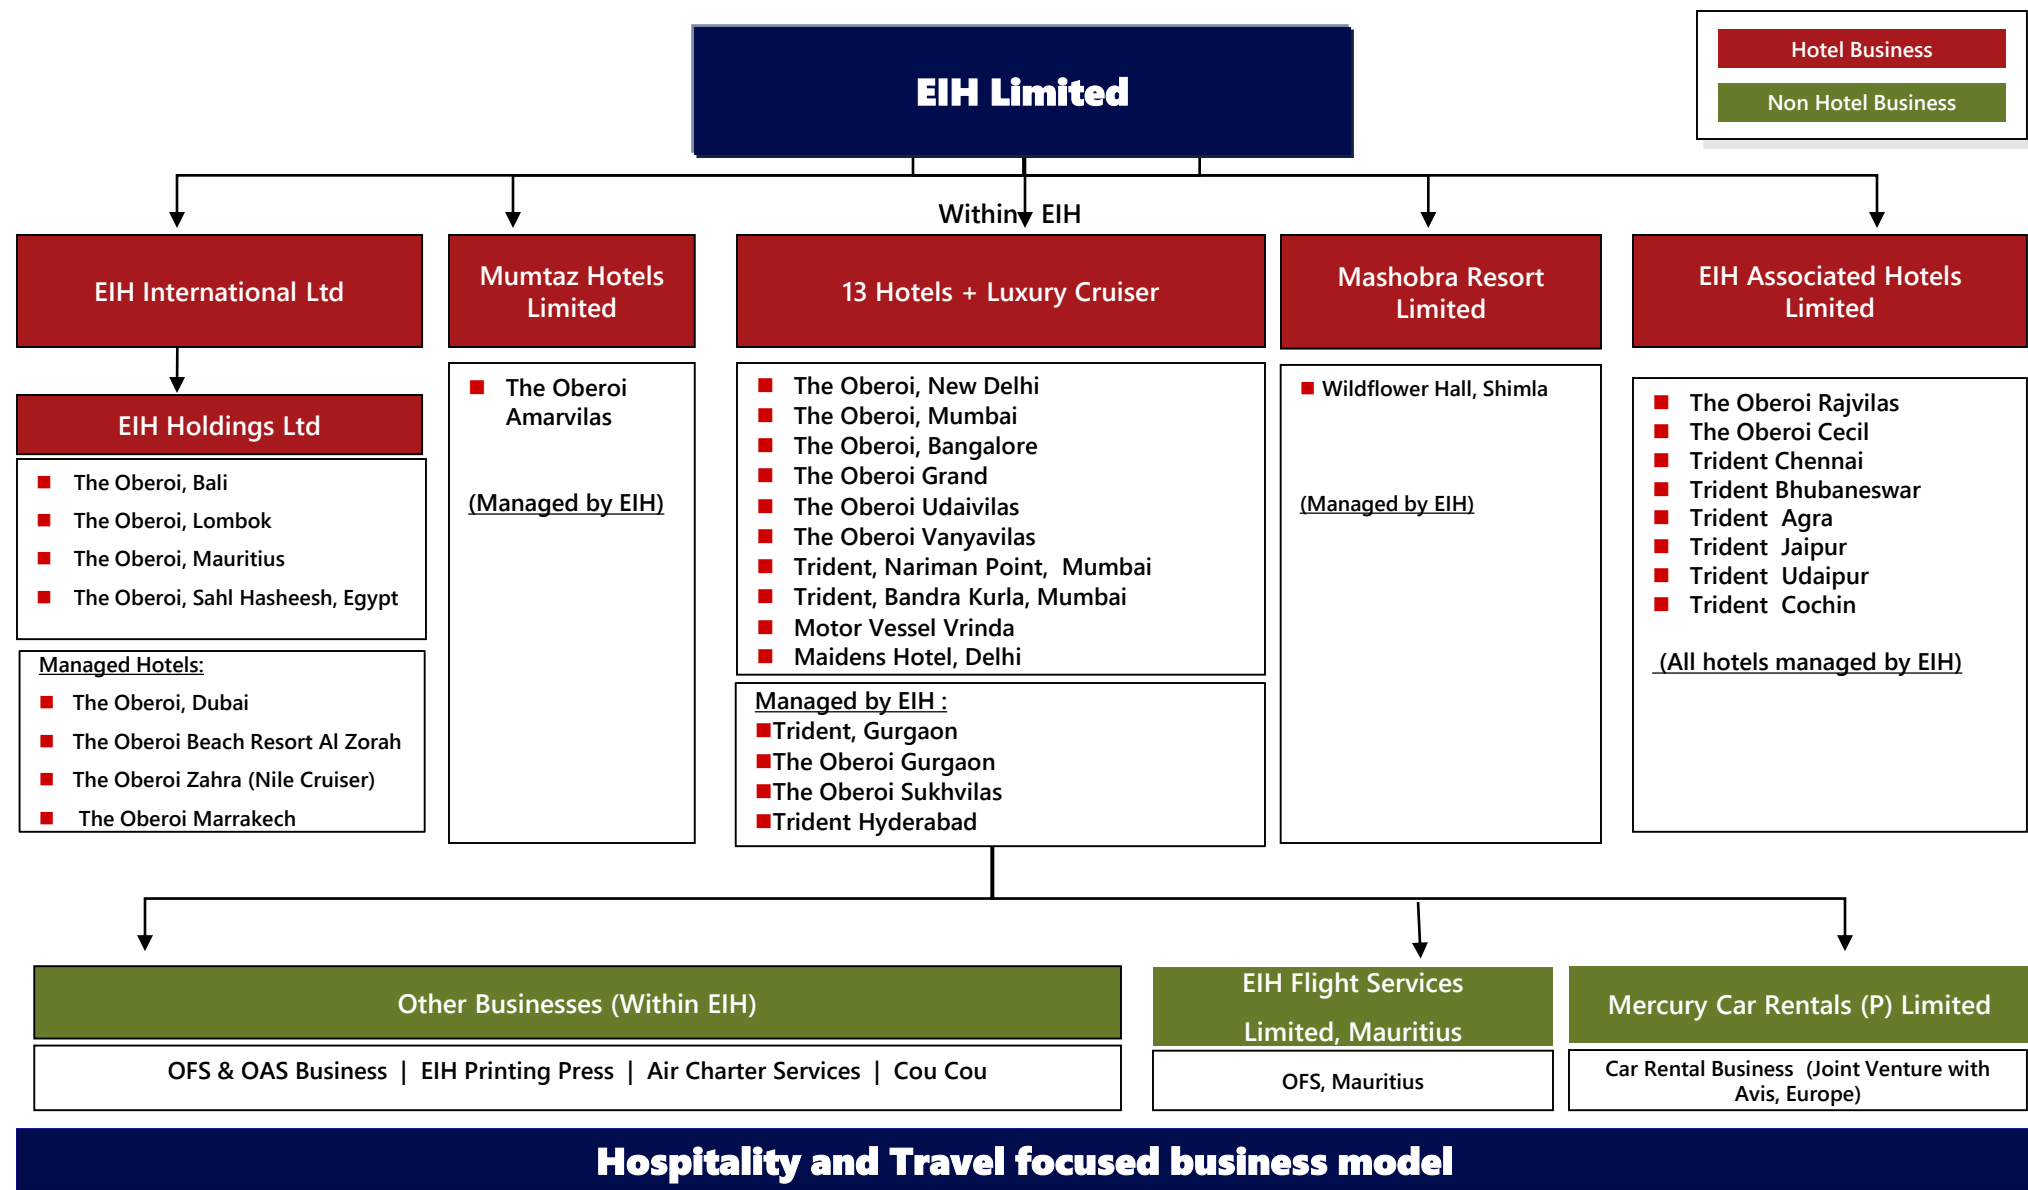 EIH Limited
Hotel Business
Non Hotel Business
Within EIH
EIH International Ltd
EIH Holdings Ltd
The Oberoi, Bali
The Oberoi, Lombok
The Oberoi, Mauritius
The Oberoi, Sahl Hasheesh, Egypt
Managed Hotels:
The Oberoi, Dubai
The Oberoi Beach Resort Al Zorah
The Oberoi Zahra (Nile Cruiser)
The Oberoi Marrakech
Mumtaz Hotels
Limited
The Oberoi
Amarvilas
(Managed by EIH)
13 Hotels + Luxury Cruiser
The Oberoi, New Delhi
The Oberoi, Mumbai
The Oberoi, Bangalore
The Oberoi Grand
The Oberoi Udaivilas
The Oberoi Vanyavilas
Trident, Nariman Point, Mumbai
Trident, Bandra Kurla, Mumbai
Motor Vessel Vrinda
Maidens Hotel, Delhi
Managed by EIH :
Trident, Gurgaon
The Oberoi Gurgaon
The Oberoi Sukhvilas
Trident Hyderabad
Mashobra Resort
Limited
Wildflower Hall, Shimla
(Managed by EIH)
EIH Associated Hotels
Limited
The Oberoi Rajvilas
The Oberoi Cecil
Trident Chennai
Trident Bhubaneswar
Trident Agra
Trident Jaipur
Trident Udaipur
Trident Cochin
(All hotels managed by EIH)
Other Businesses (Within EIH)
OFS & OAS Business | EIH Printing Press | Air Charter Services | Cou Cou
EIH Flight Services
Limited, Mauritius
OFS, Mauritius
Mercury Car Rentals (P) Limited
Car Rental Business (Joint Venture with
Avis, Europe)
Hospitality and Travel focused business model